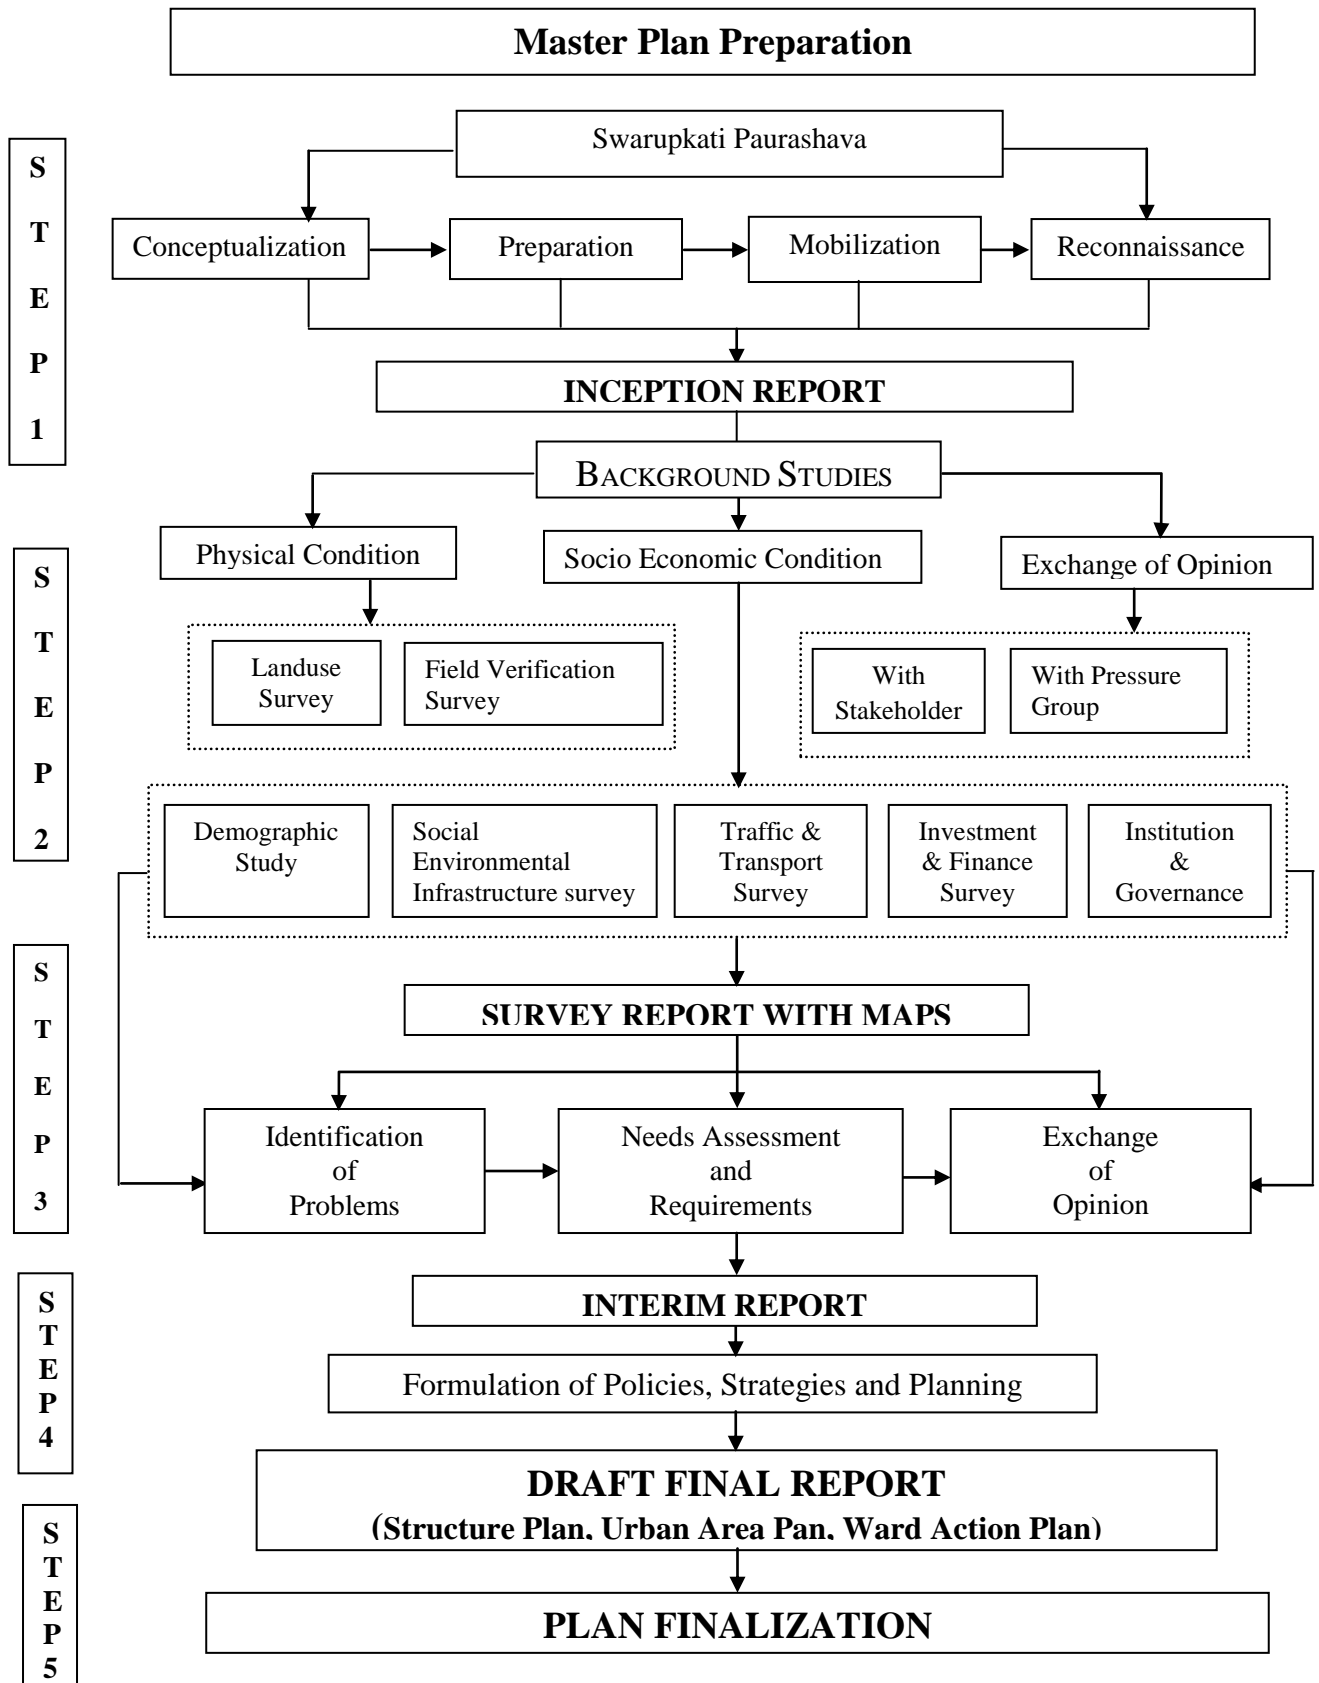 Master Plan Preparation
Swarupkati Paurashava
S
T
E
P
1
Conceptualization
Preparation
Mobilization
Reconnaissance
INCEPTION REPORT
BACKGROUND STUDIES
S
T
E
P
2
Physical Condition
Socio Economic Condition
Exchange of Opinion
Landuse
Survey
Field Verification
Survey
With
Stakeholder
With Pressure
Group
Demographic
Study
Social
Environmental
Infrastructure survey
Traffic &
Transport
Survey
Investment
& Finance
Survey
Institution
&
Governance
S
T
E
P
3
SURVEY REPORT WITH MAPS
Identification
of
Problems
Needs Assessment
and
Requirements
Exchange
of
Opinion
S
T
E
P
4
INTERIM REPORT
Formulation of Policies, Strategies and Planning
DRAFT FINAL REPORT
(Structure Plan, Urban Area Pan, Ward Action Plan)
S
T
E
P
5
PLAN FINALIZATION